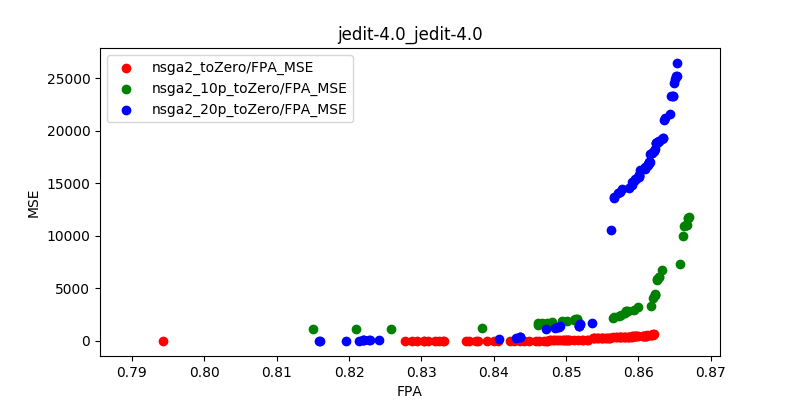 jedit-4.0_jedit-4.0
nsga2_toZero/FPA_MSE
nsga2_10p_toZero/FPA_MSE
nsga2_20p_toZero/FPA_MSE
MSE
25000
20000
15000
10000
5000
0
0.79 0.80 0.81 0.82 0.83 0.84 0.85 0.86 0.87
FPA